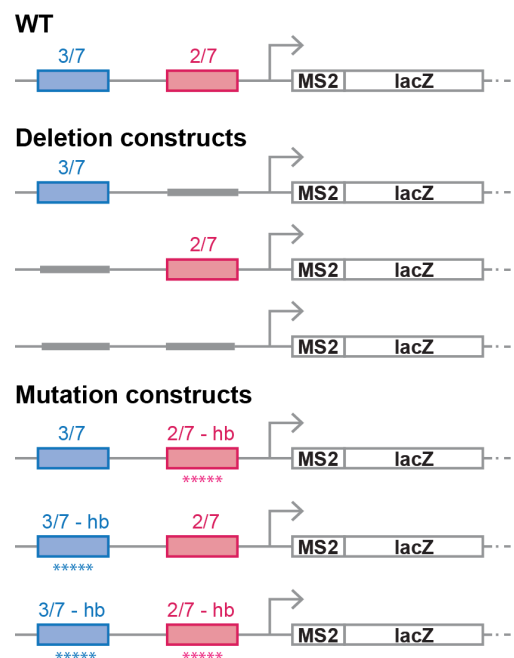 WT
3/7 2/7
MS2 lacZ
Deletion constructs
3/7
MS2 lacZ
2/7
MS2 lacZ
MS2 lacZ
Mutation constructs
3/7 2/7 - hb
MS2 lacZ
*****
3/7 - hb 2/7
MS2 lacZ
*****
3/7 - hb 2/7 - hb
MS2 lacZ
***** *****